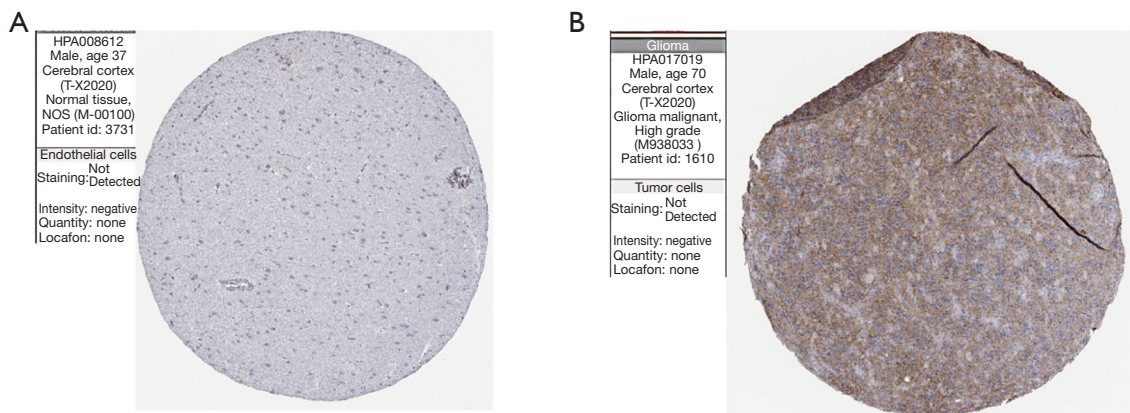 A
HPA008612
Male, age 37
Cerebral cortex
(T-X2020)
Normal tissue,
NOS (M-00100)
Patient id: 3731
Endothelial cells
Staining: Not
Detected
Intensity: negative
Quantity: none
Locafon: none
B
Glioma
HPA017019
Male, age 70
Cerebral cortex
(T-X2020)
Glioma malignant,
High grade
(M938033 )
Patient id: 1610
Tumor cells
Staining: Not
Detected
Intensity: negative
Quantity: none
Locafon: none